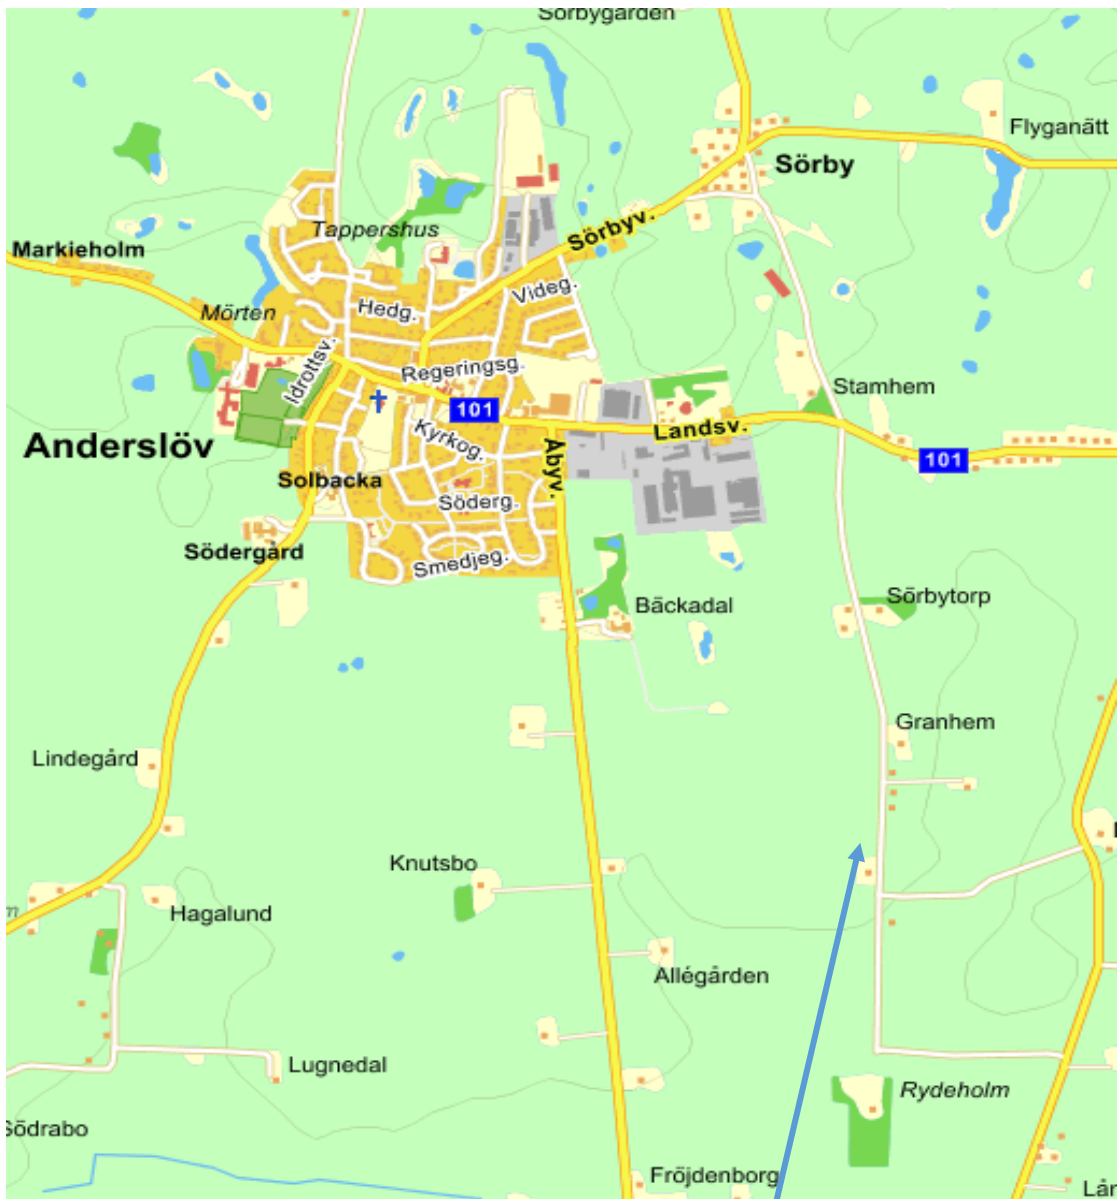 Sörbygården
Flyganätt
Sörby
Sörbyv.
Tappershus
Markieholm
Videg.
Mörten
Hedg.
Idrottsv.
Regeringsg.
Stamhem
101
Landsv.
Kyrkog.
Anderslöv
Åbyv.
101
Solbacka
Söderg.
Södergård
Smedjeg.
Sörbytorp
Bäckadal
Granhem
Lindegård
Knutsbo
Hagalund
Allégården
Lugnedal
Rydeholm
Södrabo
Fröjdenborg